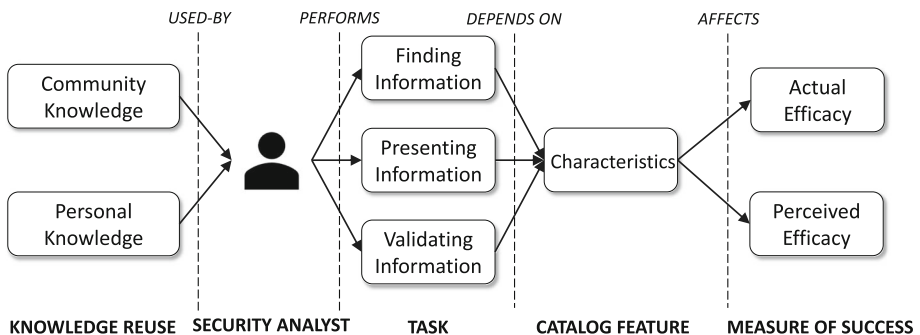 USED-BY
PERFORMS
DEPENDS ON
AFFECTS
Community
Knowledge
Personal
Knowledge
Finding
Information
Presenting
Information
Validating
Information
Characteristics
Actual
Efficacy
Perceived
Efficacy
KNOWLEDGE REUSE
SECURITY ANALYST
TASK
CATALOG FEATURE
MEASURE OF SUCCESS